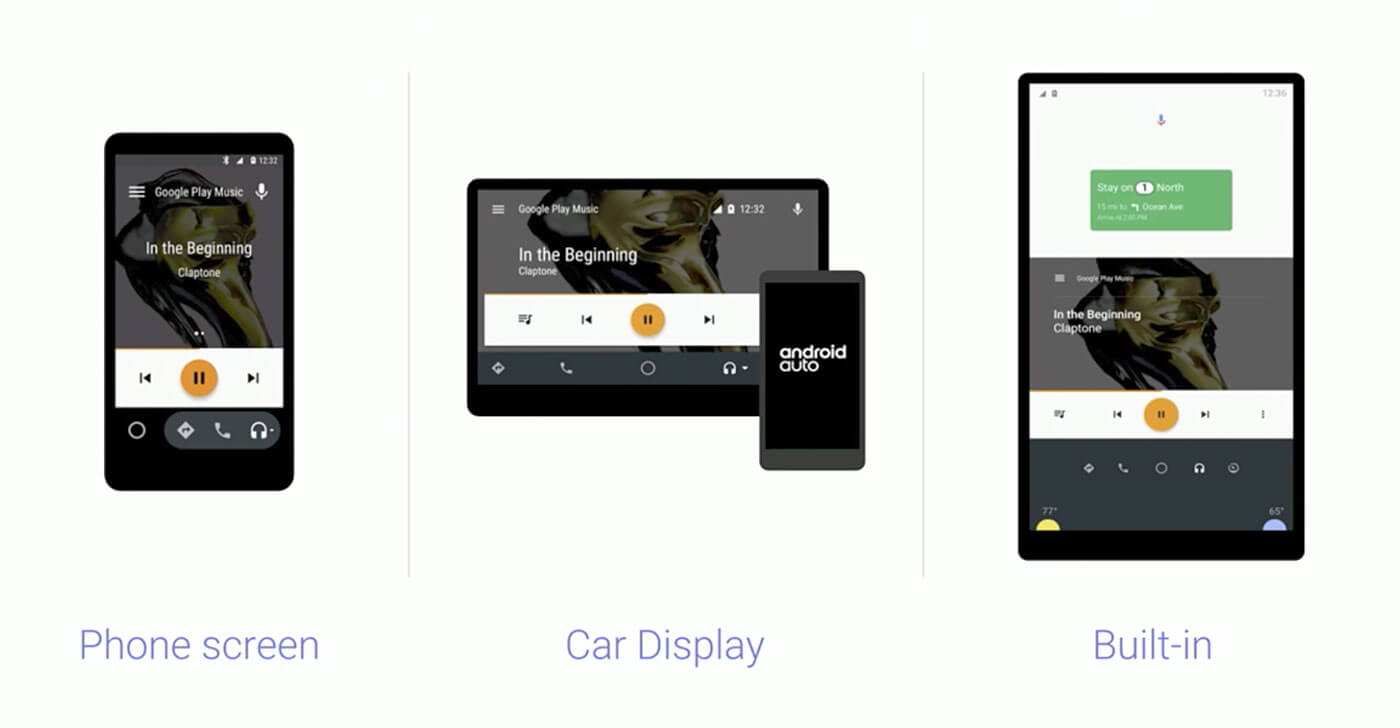 12:32
Google Play Music
In the Beginning
Claptone
Phone screen
Google Play Music
12:32
In the Beginning
Claptone
android
auto
Car Display
12:36
Stay on 1 North
15 mi to Ocean Ave
Arrive At 2:00 PM
Google Play Music
In the Beginning
Claptone
77°
65°
Built-in